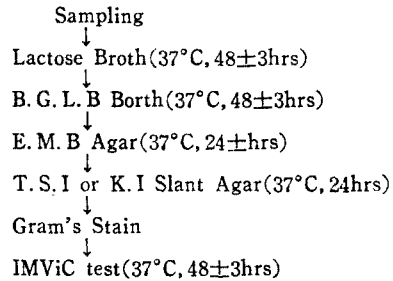 Sampling
Lactose Broth(37°C, 48±3hrs)
B. G. L. B Borth(37°C, 48±3hrs)
E. M. B Agar(37°C, 24±hrs)
T. S. I or K. I Slant Agar(37°C, 24hrs)
Gram's Stain
IMViC test(37°C, 48±3hrs)